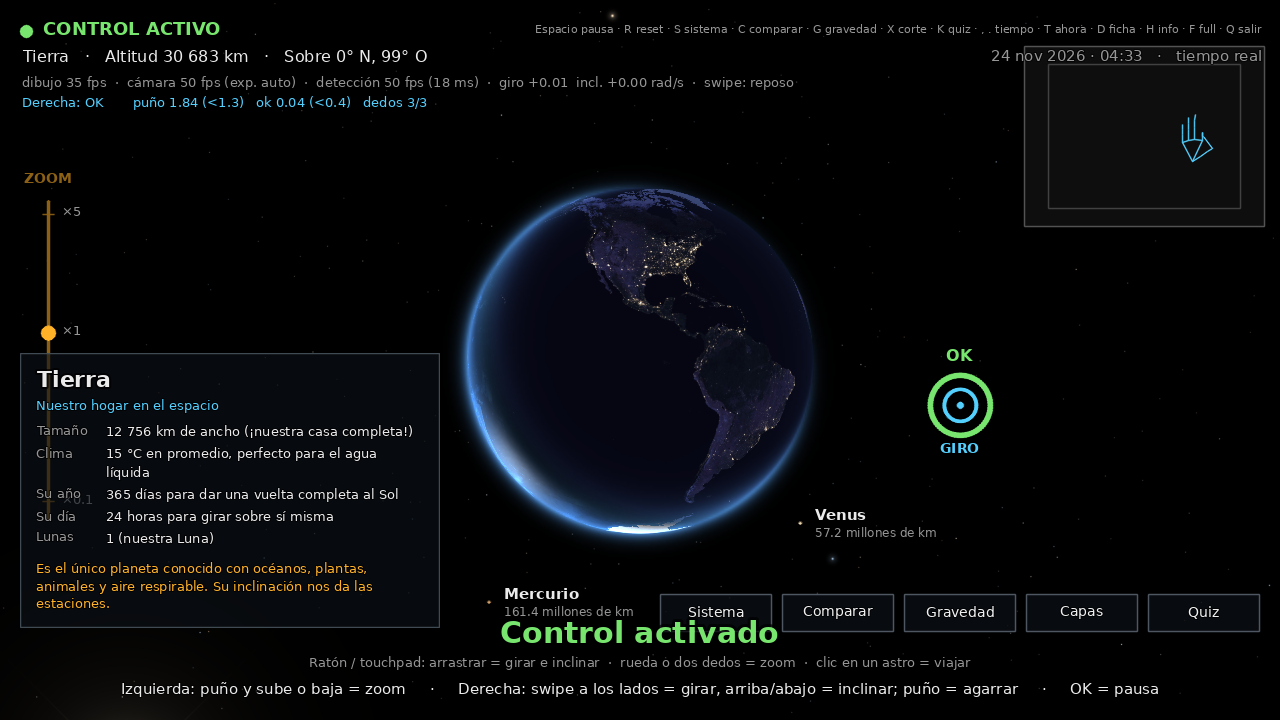 CONTROL ACTIVO
Espacio pausa · R reset · S sistema · C comparar · G gravedad · X corte · K quiz · , . tiempo · T ahora · D ficha · H info · F full · Q salir
Tierra · Altitud 30 683 km · Sobre 0° N, 99° O
24 nov 2026 · 04:33 · tiempo real
dibujo 35 fps · cámara 50 fps (exp. auto) · detección 50 fps (18 ms) · giro +0.01 incl. +0.00 rad/s · swipe: reposo
Derecha: OK puño 1.84 (<1.3) ok 0.04 (<0.4) dedos 3/3
ZOOM
×5
×1
×0.1
Tierra
Nuestro hogar en el espacio
Tamaño 12 756 km de ancho (¡nuestra casa completa!)
Clima 15 °C en promedio, perfecto para el agua
líquida
Su año 365 días para dar una vuelta completa al Sol
Su día 24 horas para girar sobre sí misma
Lunas 1 (nuestra Luna)
Es el único planeta conocido con océanos, plantas,
animales y aire respirable. Su inclinación nos da las
estaciones.
OK
GIRO
Venus
57.2 millones de km
Mercurio
161.4 millones de km
Sistema Comparar Gravedad Capas Quiz
Control activado
Ratón / touchpad: arrastrar = girar e inclinar · rueda o dos dedos = zoom · clic en un astro = viajar
Izquierda: puño y sube o baja = zoom · Derecha: swipe a los lados = girar, arriba/abajo = inclinar; puño = agarrar · OK = pausa